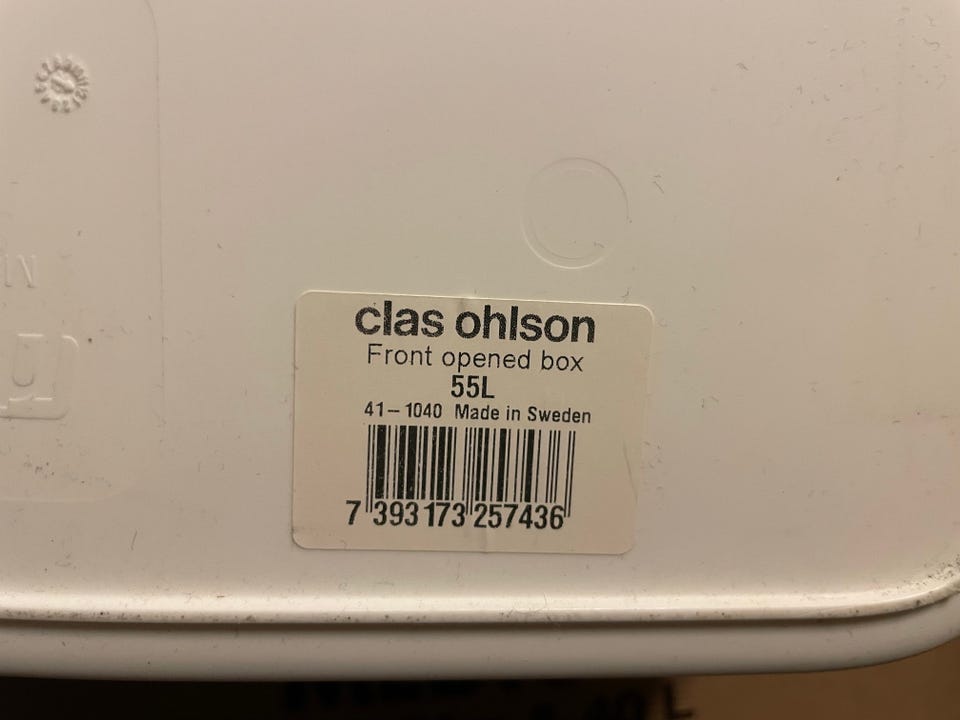 clas ohlson
Front opened box
55L
41-1040 Made in Sweden
7 393173 257436